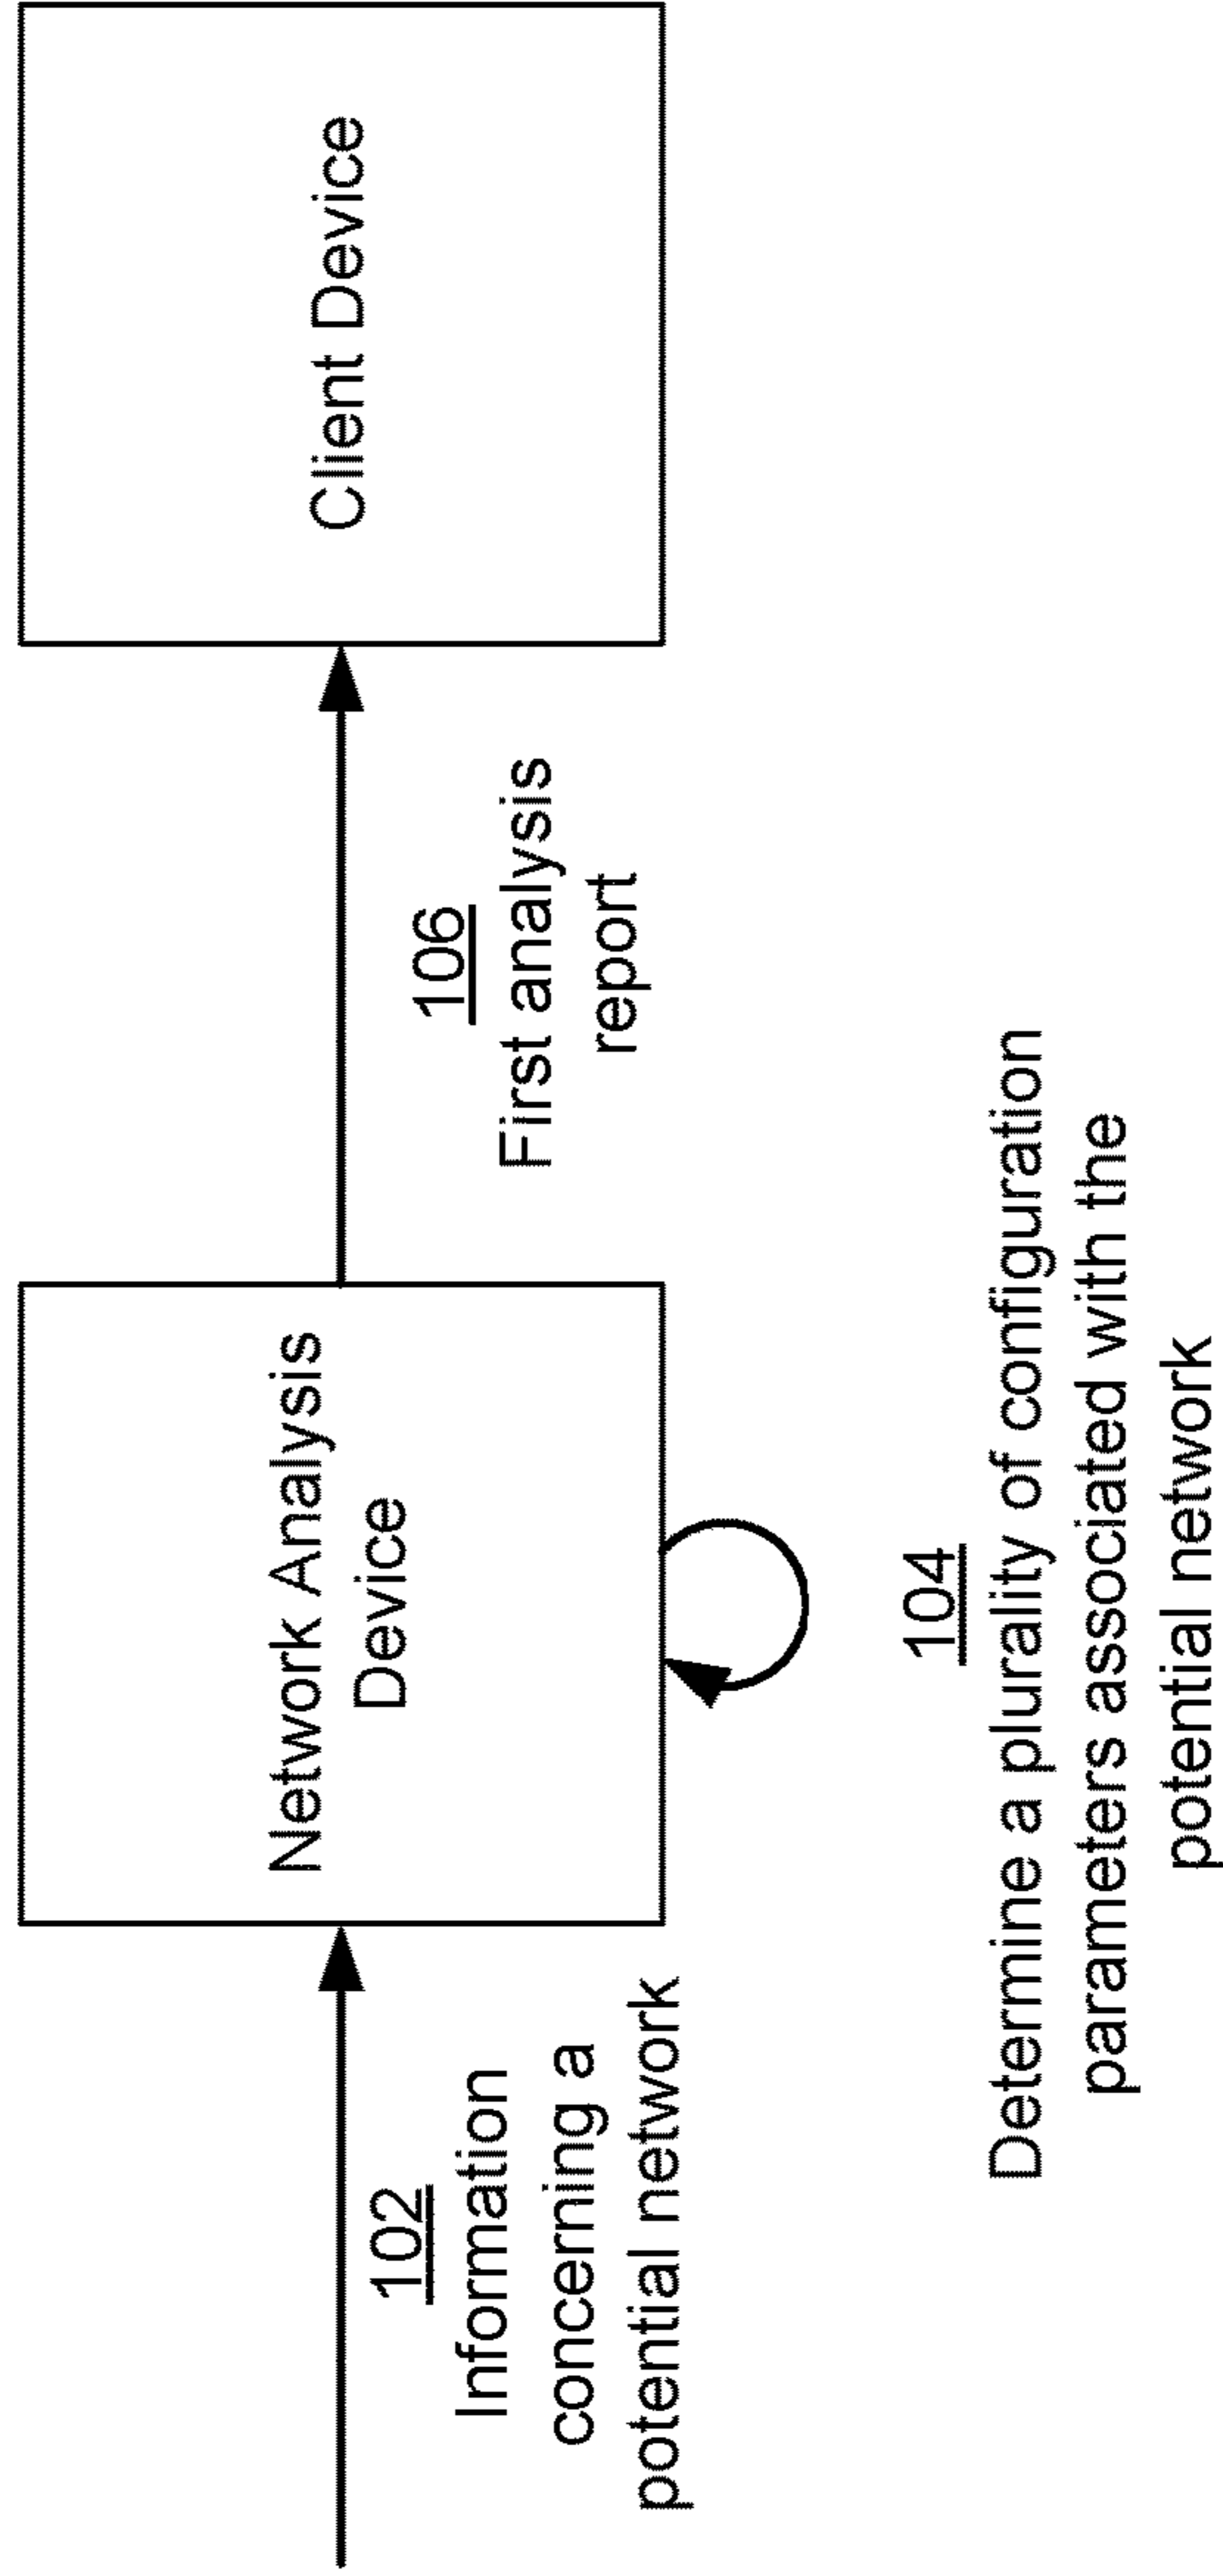 102
Information
concerning a
potential network
Network Analysis
Device
104
Determine a plurality of configuration
parameters associated with the
potential network
106
First analysis
report
Client Device